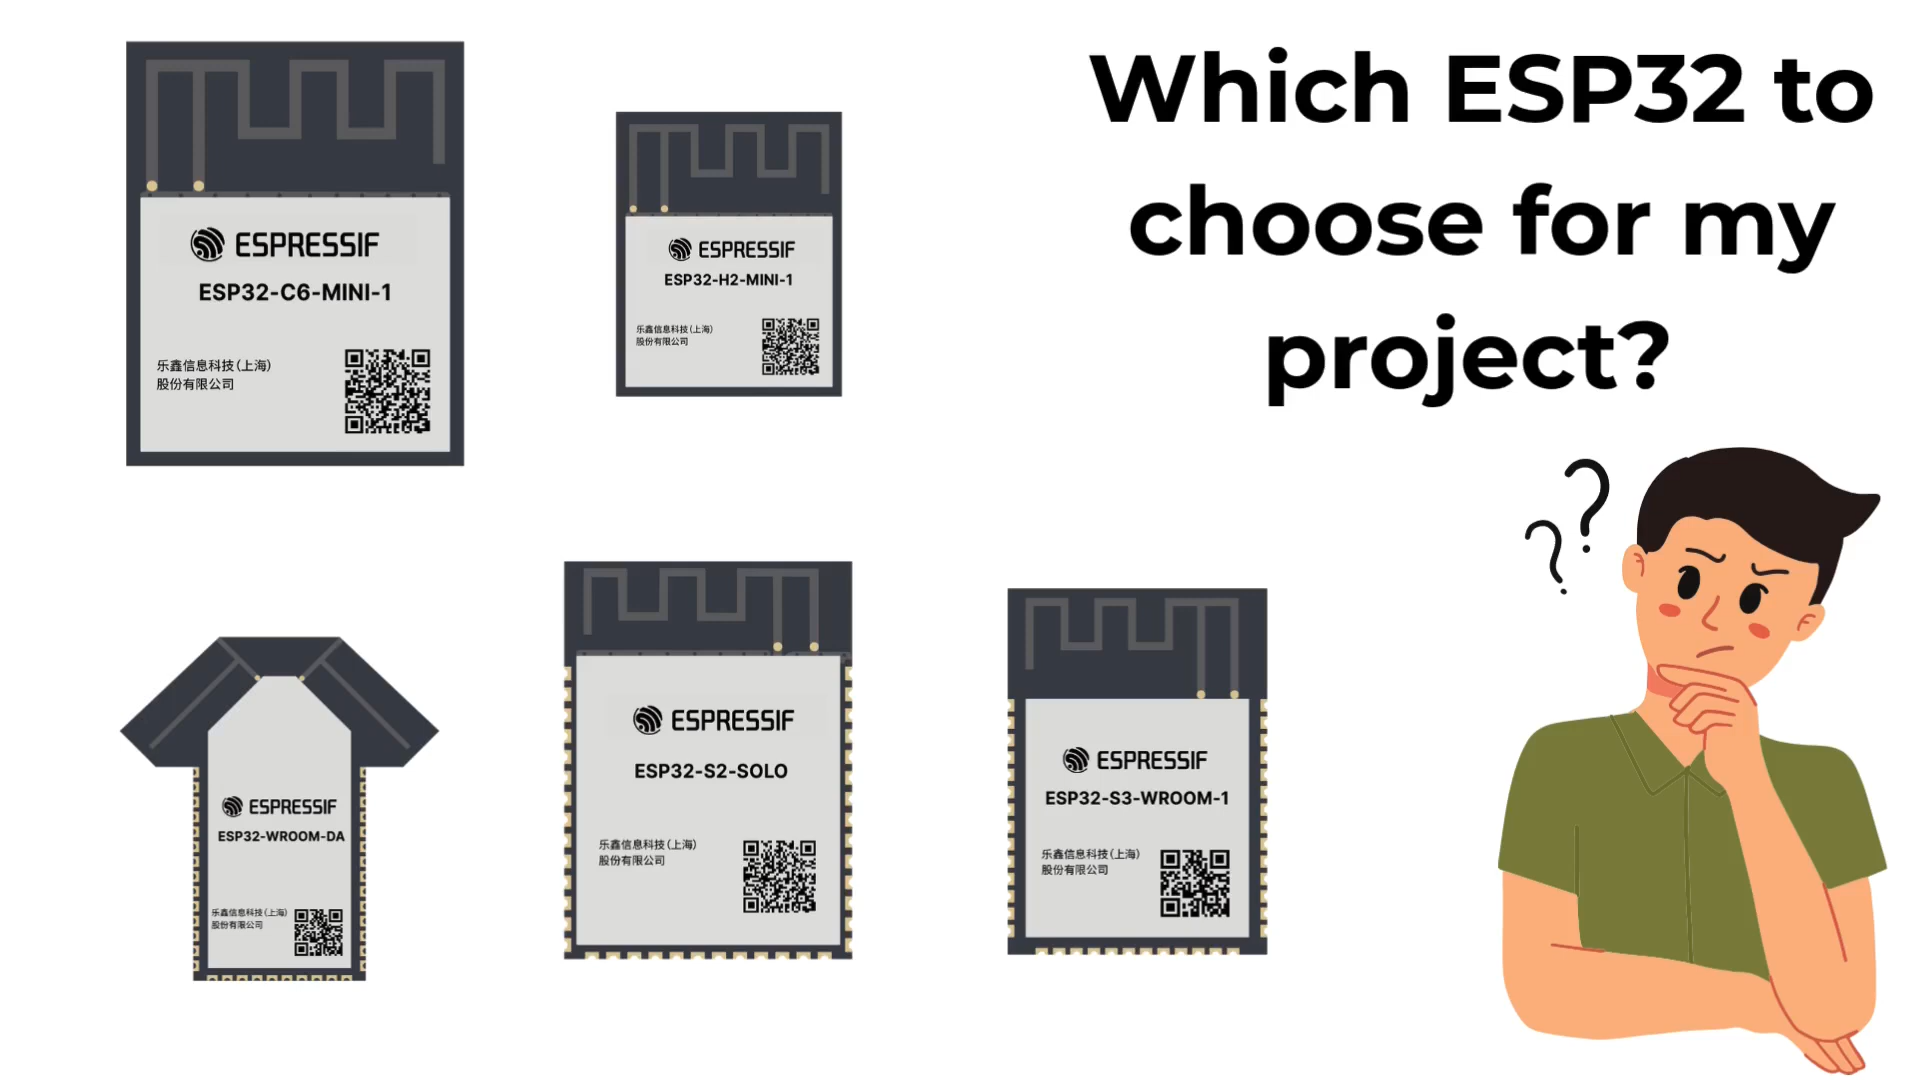 Which ESP32 to
choose for my
project?
ESPRESSIF
ESP32-C6-MINI-1
乐鑫信息科技(上海)
股份有限公司
ESPRESSIF
ESP32-H2-MINI-1
乐鑫信息科技(上海)
股份有限公司
ESPRESSIF
ESP32-WROOM-DA
乐鑫信息科技(上海)
股份有限公司
ESPRESSIF
ESP32-S2-SOLO
乐鑫信息科技(上海)
股份有限公司
ESPRESSIF
ESP32-S3-WROOM-1
乐鑫信息科技(上海)
股份有限公司